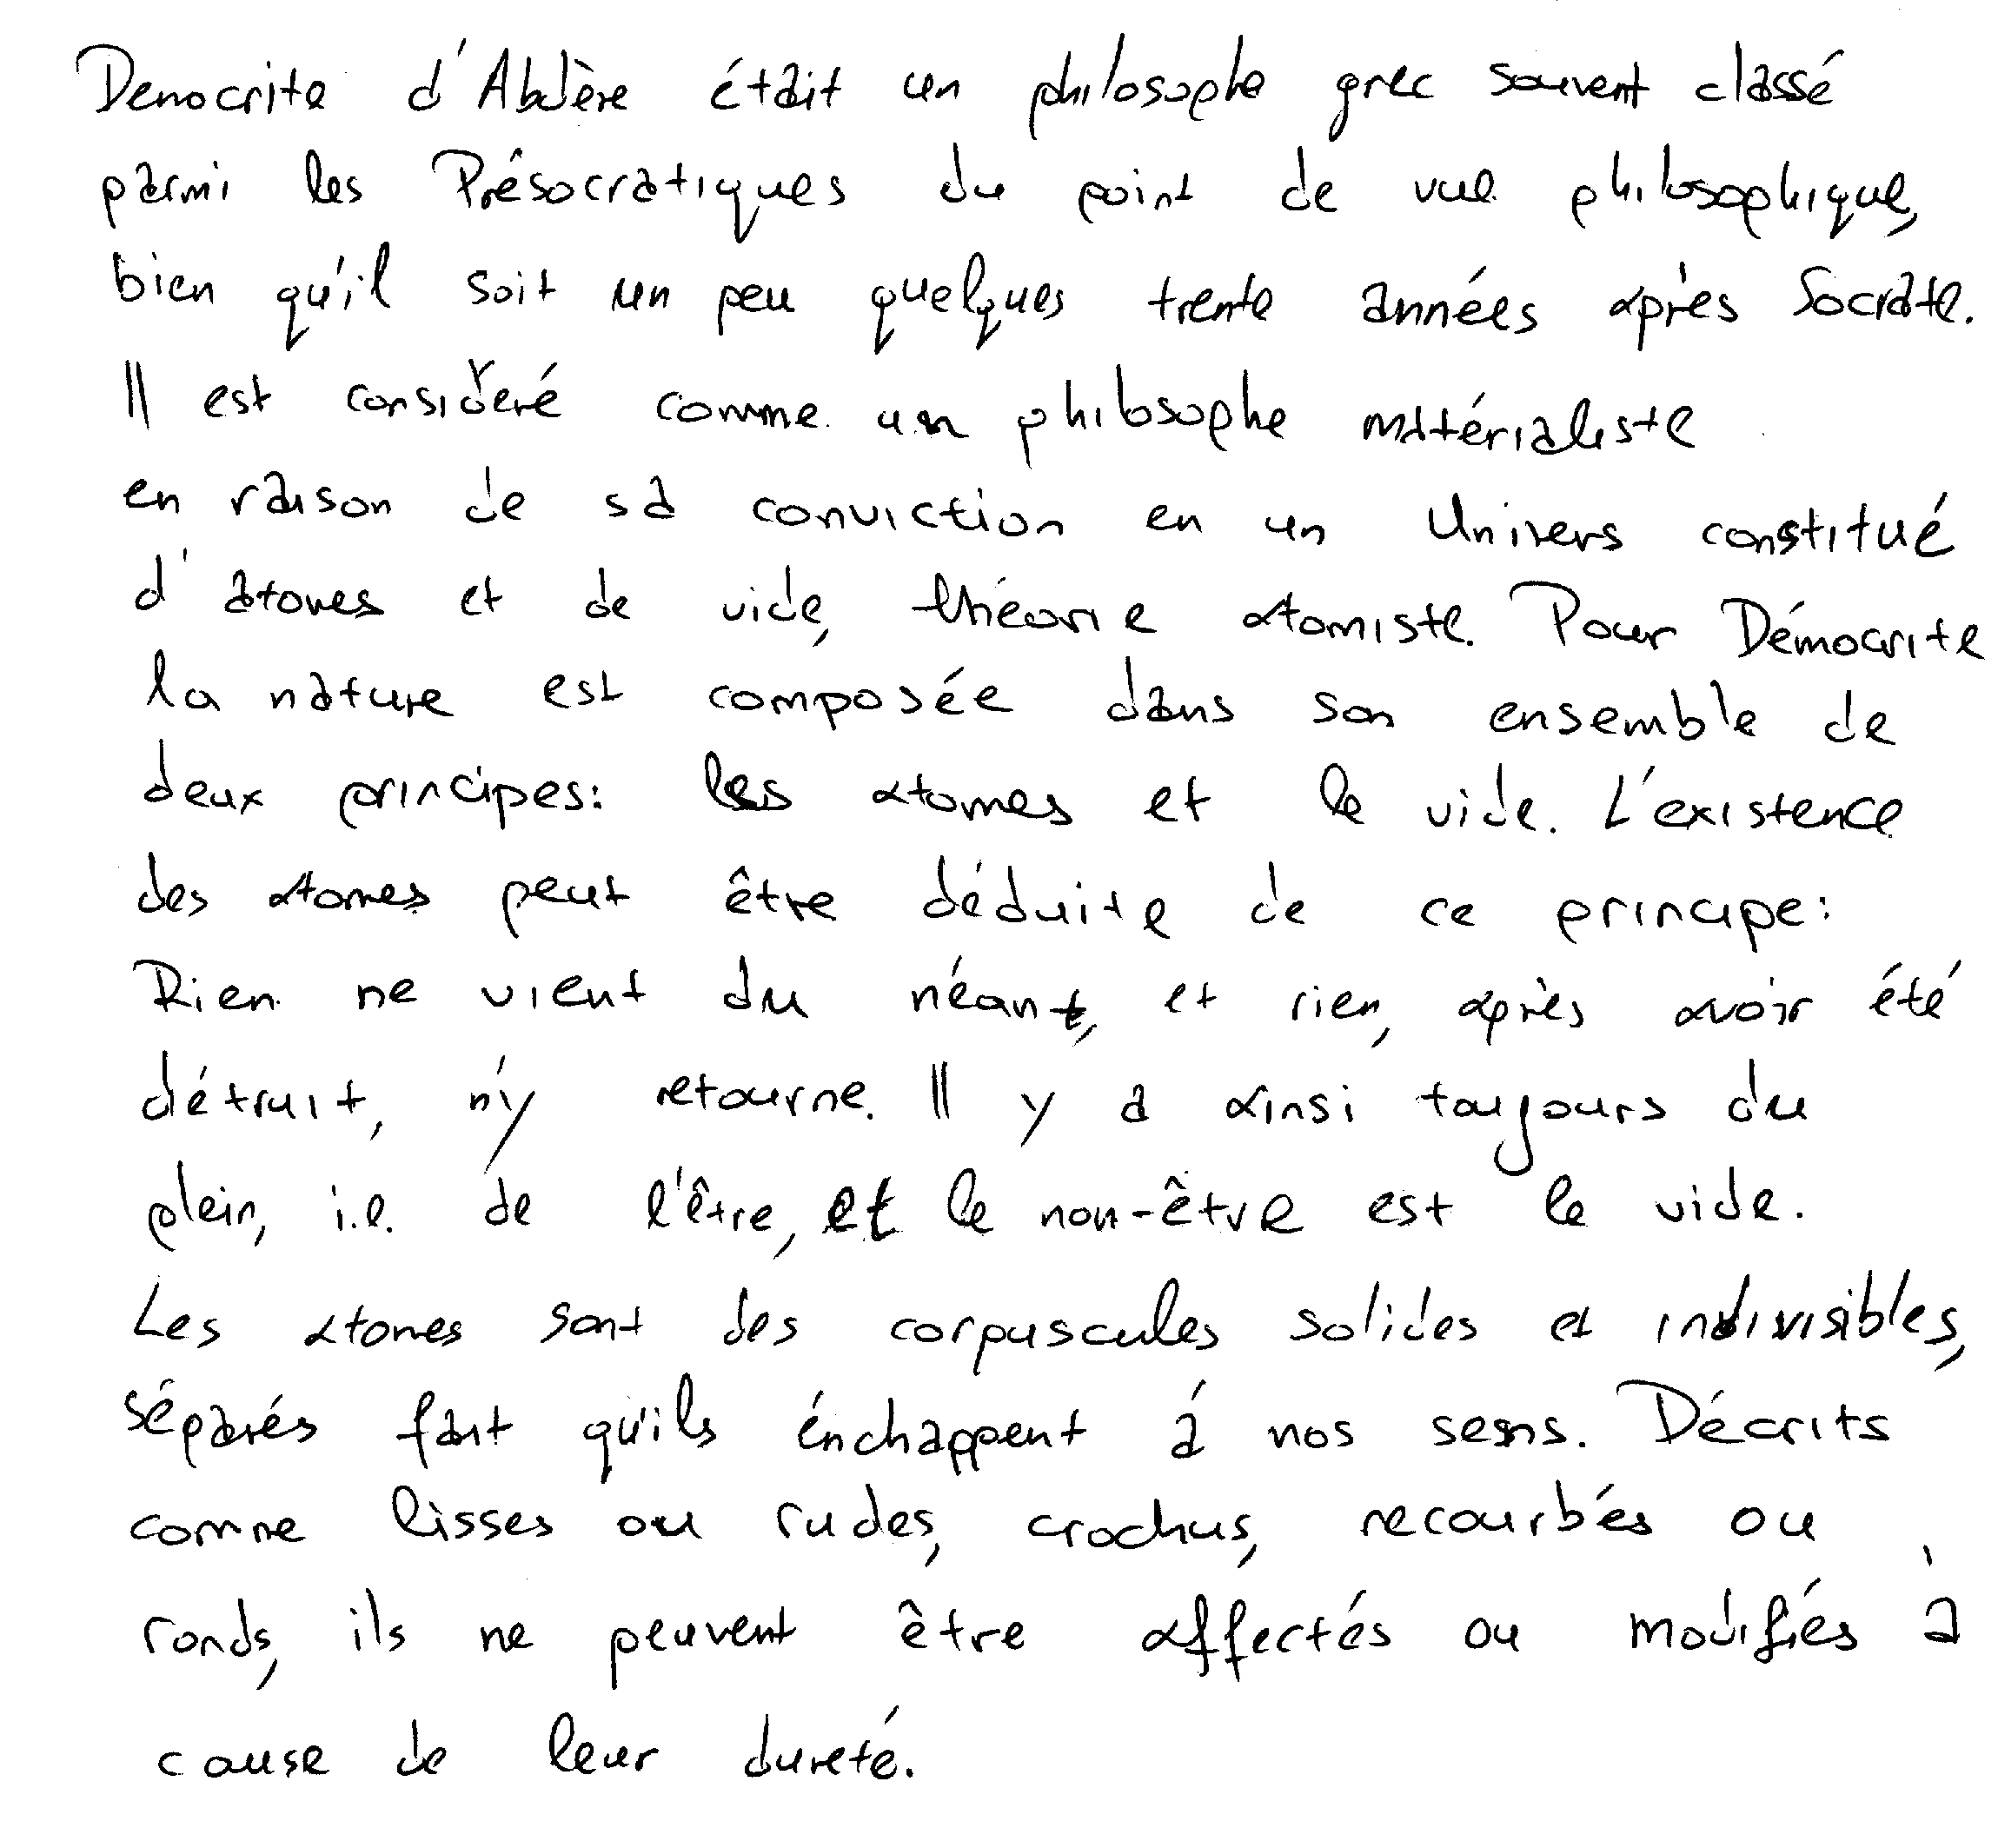 Democrite d'Abdère était un philosophe grec souvent classé
parmi les Présocratiques du point de vue philosophique,
bien qu'il soit un peu quelques trente années après Socrate.
Il est consideré comme un philosophe matérialiste
en raison de sa conviction en un Univers constitué
d'atomes et de vide, théorie atomiste. Pour Démocrite
la nature est composée dans son ensemble de
deux principes: les atomes et le vide. L'existence
des atomes peut être déduite de ce principe:
Rien ne vient du néant, et rien, après avoir été
détruit, n'y retourne. Il y a ainsi toujours du
plein, i.e. de l'être, et le non-être est le vide.
Les atomes sont des corpuscules solides et indivisibles,
séparés fait qu'ils énchappent á nos sens. Décrits
comme lisses ou rudes, crochus, recourbés ou
ronds, ils ne peuvent être affectés ou modifiés à
cause de leur dureté.